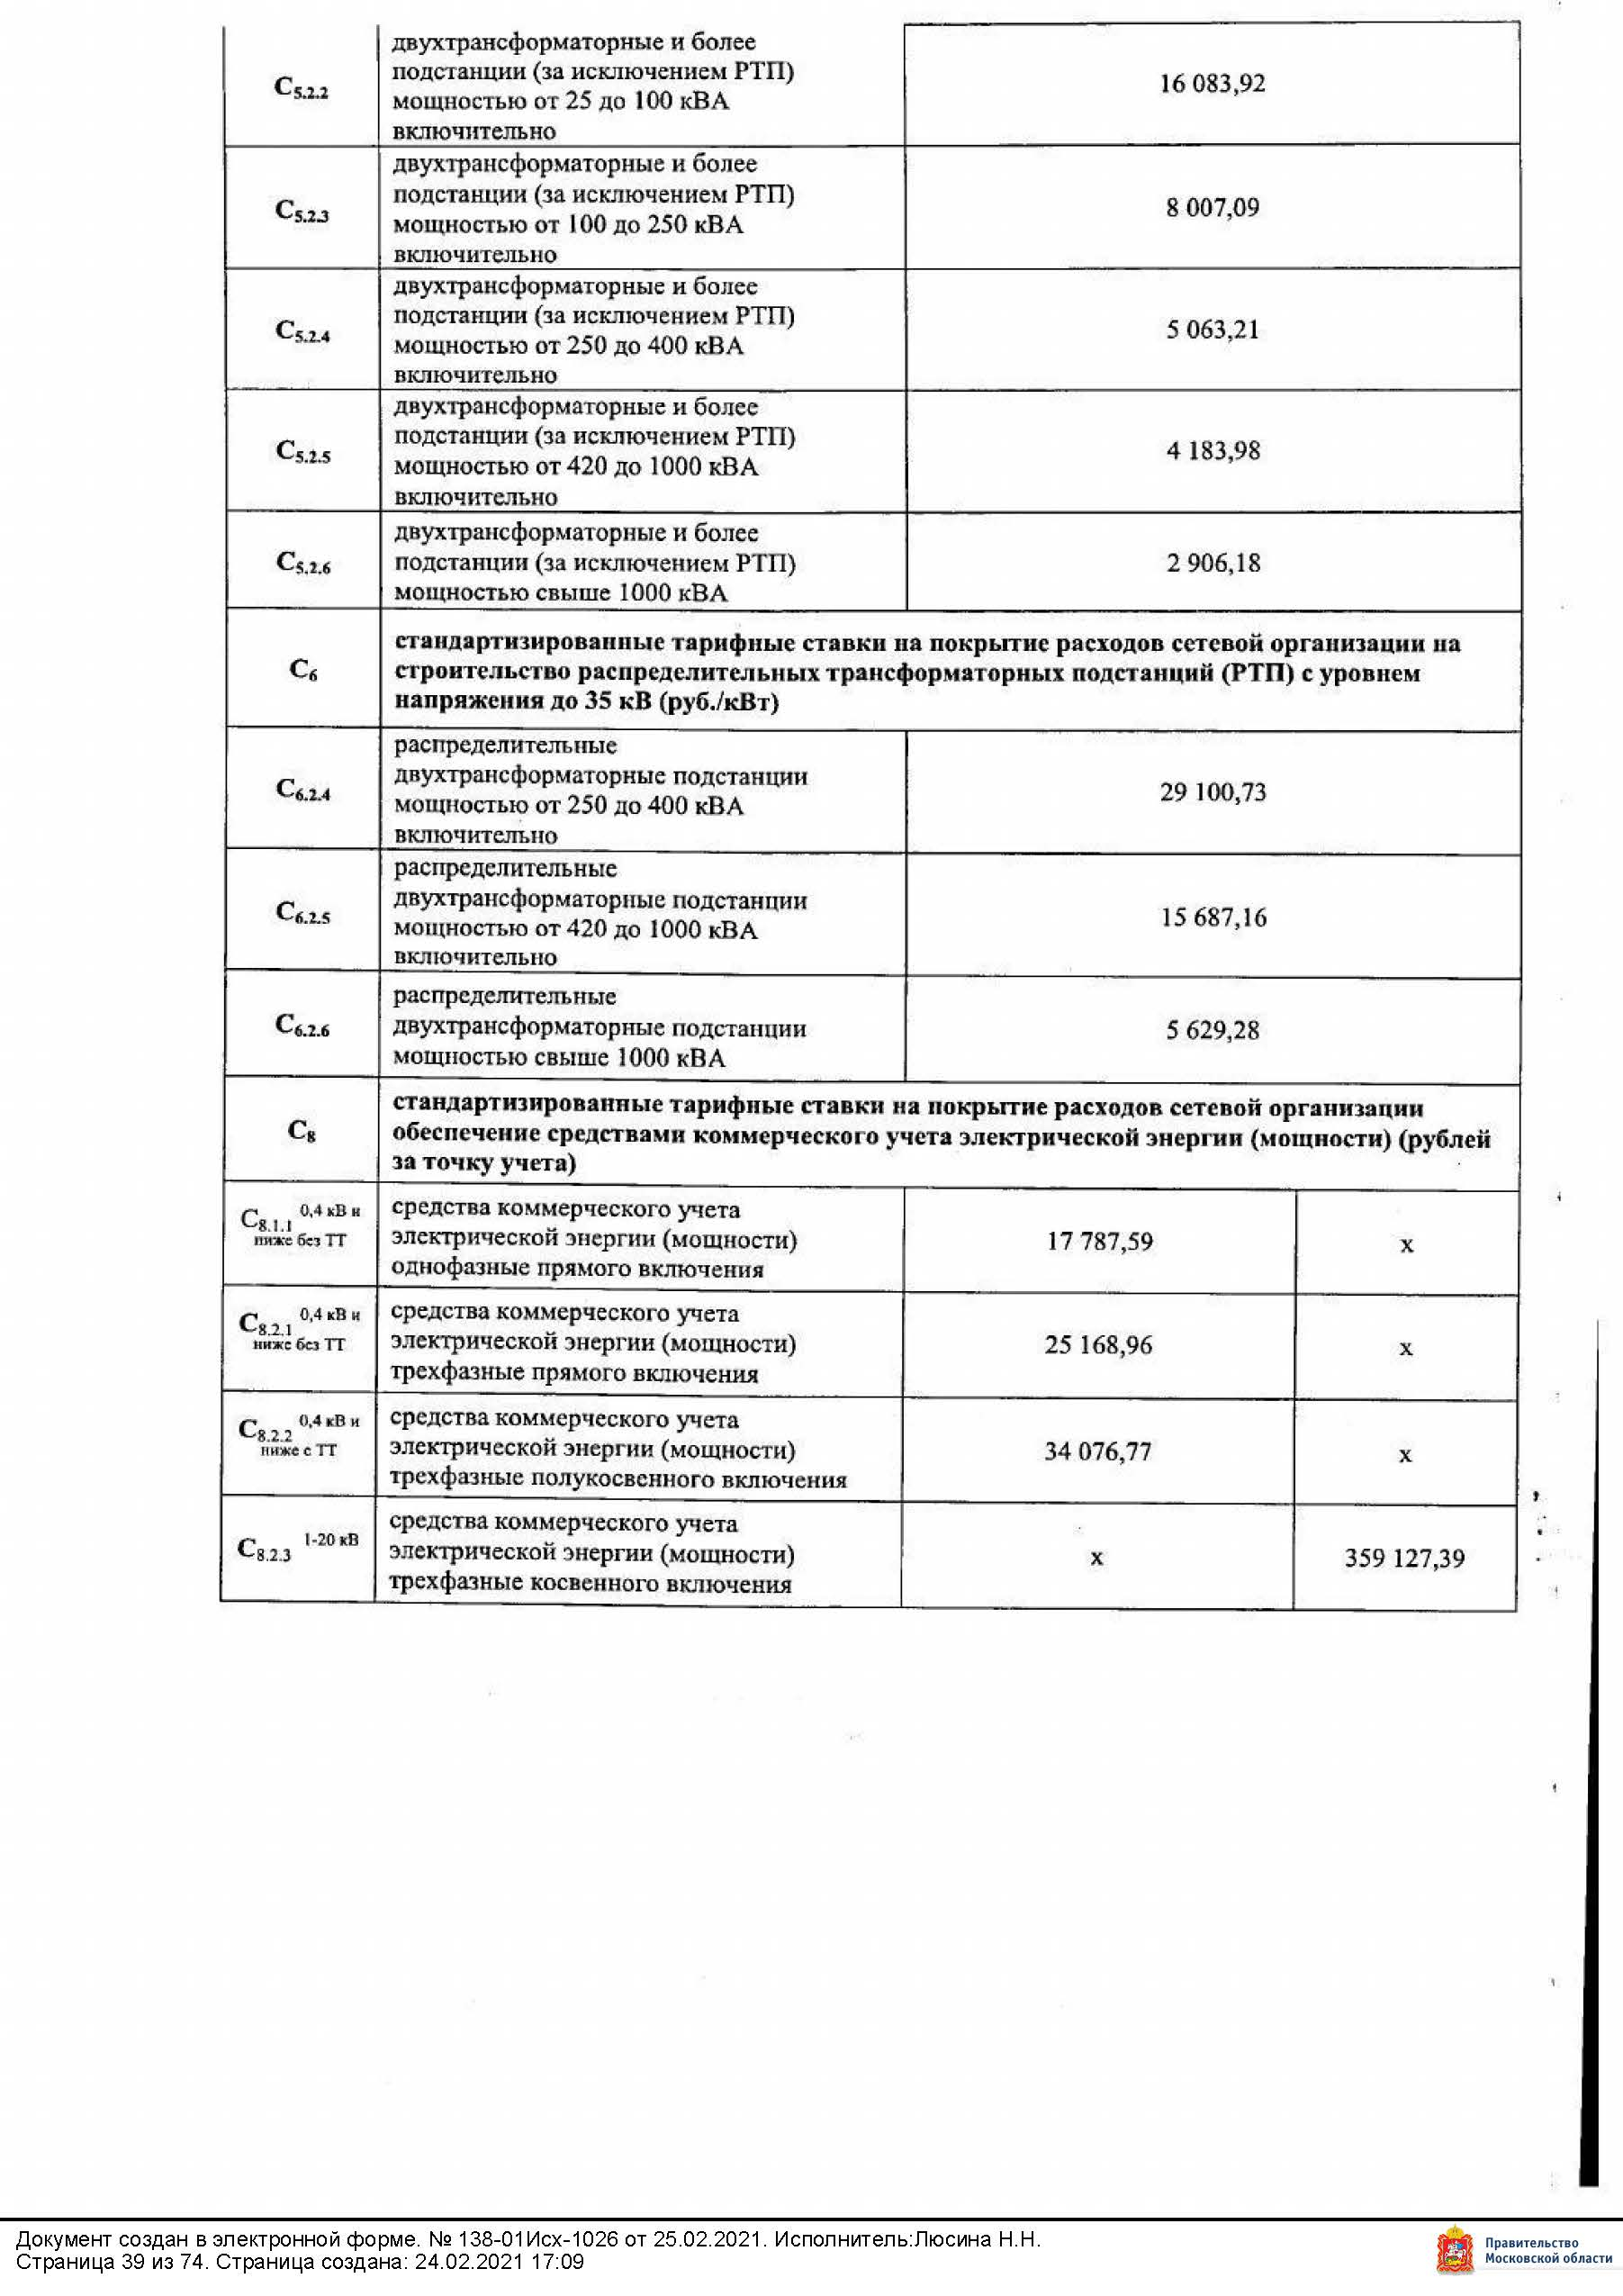 C5.2.2
двухтрансформаторные и более
подстанции (за исключением РТП)
мощностью от 25 до 100 кВА
включительно
16 083,92
C5.2.3
двухтрансформаторные и более
подстанции (за исключением РТП)
мощностью от 100 до 250 кВА
включительно
8 007,09
C5.2.4
двухтрансформаторные и более
подстанции (за исключением РТП)
мощностью от 250 до 400 кВА
включительно
5 063,21
C5.2.5
двухтрансформаторные и более
подстанции (за исключением РТП)
мощностью от 420 до 1000 кВА
включительно
4 183,98
C5.2.6
двухтрансформаторные и более
подстанции (за исключением РТП)
мощностью свыше 1000 кВА
2 906,18
C6
стандартизированные тарифные ставки на покрытие расходов сетевой организации на
строительство распределительных трансформаторных подстанций (РТП) с уровнем
напряжения до 35 кВ (руб./кВт)
C6.2.4
распределительные
двухтрансформаторные подстанции
мощностью от 250 до 400 кВА
включительно
29 100,73
C6.2.5
распределительные
двухтрансформаторные подстанции
мощностью от 420 до 1000 кВА
включительно
15 687,16
C6.2.6
распределительные
двухтрансформаторные подстанции
мощностью свыше 1000 кВА
5 629,28
C8
стандартизированные тарифные ставки на покрытие расходов сетевой организации
обеспечение средствами коммерческого учета электрической энергии (мощности) (рублей
за точку учета)
C8.1.1 0,4 кВ и
ниже без ТТ
средства коммерческого учета
электрической энергии (мощности)
однофазные прямого включения
17 787,59
х
C8.2.1 0,4 кВ и
ниже без ТТ
средства коммерческого учета
электрической энергии (мощности)
трехфазные прямого включения
25 168,96
х
C8.2.2 0,4 кВ и
ниже с ТТ
средства коммерческого учета
электрической энергии (мощности)
трехфазные полукосвенного включения
34 076,77
х
C8.2.3 1-20 кВ
средства коммерческого учета
электрической энергии (мощности)
трехфазные косвенного включения
х
359 127,39
Документ создан в электронной форме. № 138-01Исх-1026 от 25.02.2021. Исполнитель:Люсина Н.Н.
Страница 39 из 74. Страница создана: 24.02.2021 17:09
Правительство
Московской области